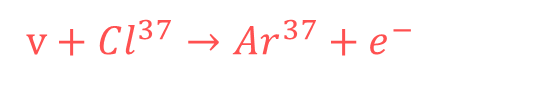 v + Cl³⁷ → Ar³⁷ + e⁻